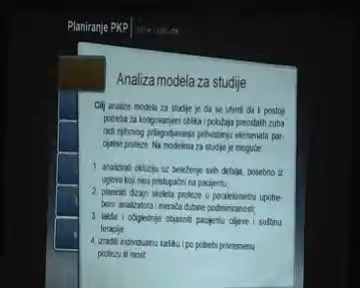 Planiranje PKP
Analiza modela za studije
Cilj analize modela za studije je da se utvrdi da li postoji
potreba za korigovanjem oblika i položaja preostalih zuba
radi njihovog prilagođavanja prihvatanju elemenata par-
cijalne proteze. Na modelima za studije je moguće:
1. analizirati okluziju uz beleženje svih detalja, posebno iz
uglova koji nisu pristupačni na pacijentu;
2. planirati dizajn skeleta proteze u paralelometru upotre-
bom analizatora i merača dubine podminiranosti;
3. lakše i očiglednije objasniti pacijentu ciljeve i suštinu
terapije
4. izraditi individualnu kašiku i po potrebi privremenu
protezu ili most